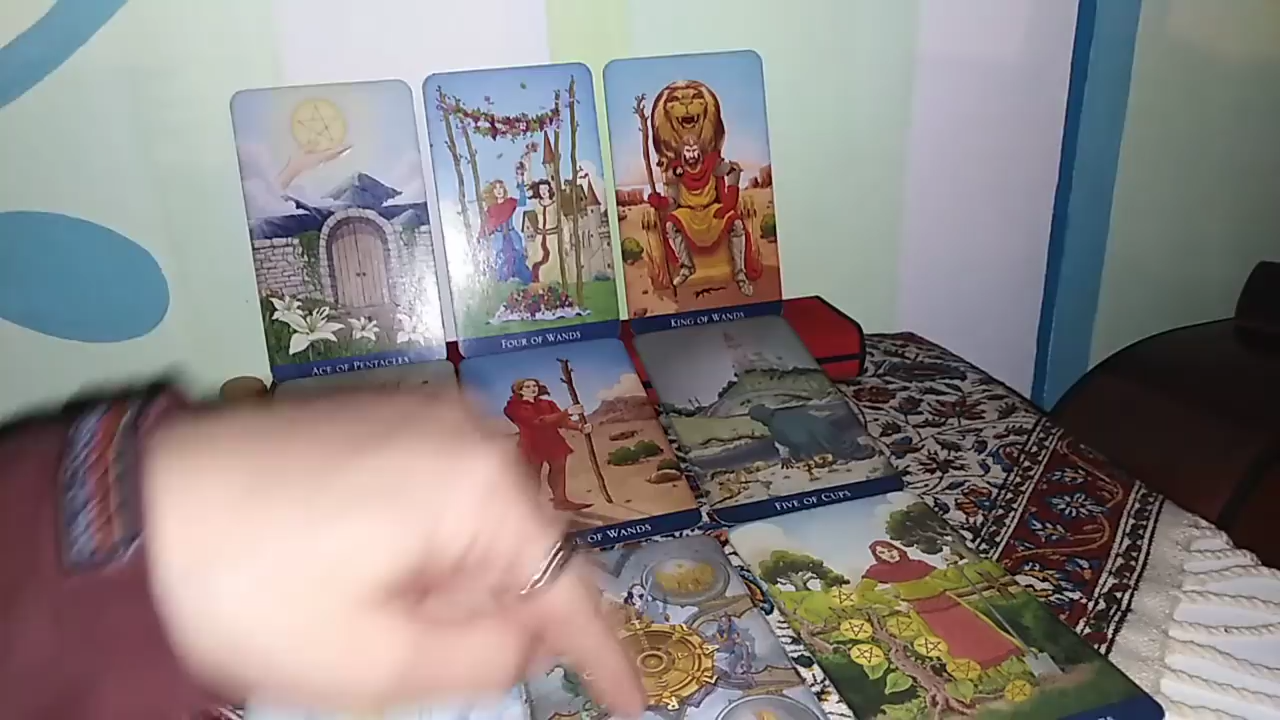 ACE OF PENTACLES
FOUR OF WANDS
KING OF WANDS
OF WANDS
FIVE OF CUPS